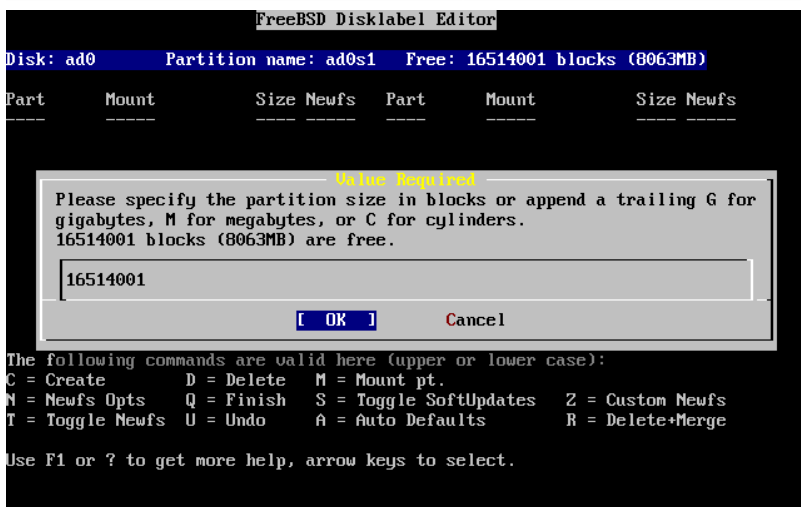 FreeBSD Disklabel Editor
Disk: ad0 Partition name: ad0s1 Free: 16514001 blocks (8063MB)
Part Mount Size Newfs Part Mount Size Newfs
---- ----- ---- ----- ---- ----- ---- -----
Value Required
Please specify the partition size in blocks or append a trailing G for
gigabytes, M for megabytes, or C for cylinders.
16514001 blocks (8063MB) are free.
16514001
[ OK ] Cancel
The following commands are valid here (upper or lower case):
C = Create D = Delete M = Mount pt.
N = Newfs Opts Q = Finish S = Toggle SoftUpdates Z = Custom Newfs
T = Toggle Newfs U = Undo A = Auto Defaults R = Delete+Merge
Use F1 or ? to get more help, arrow keys to select.